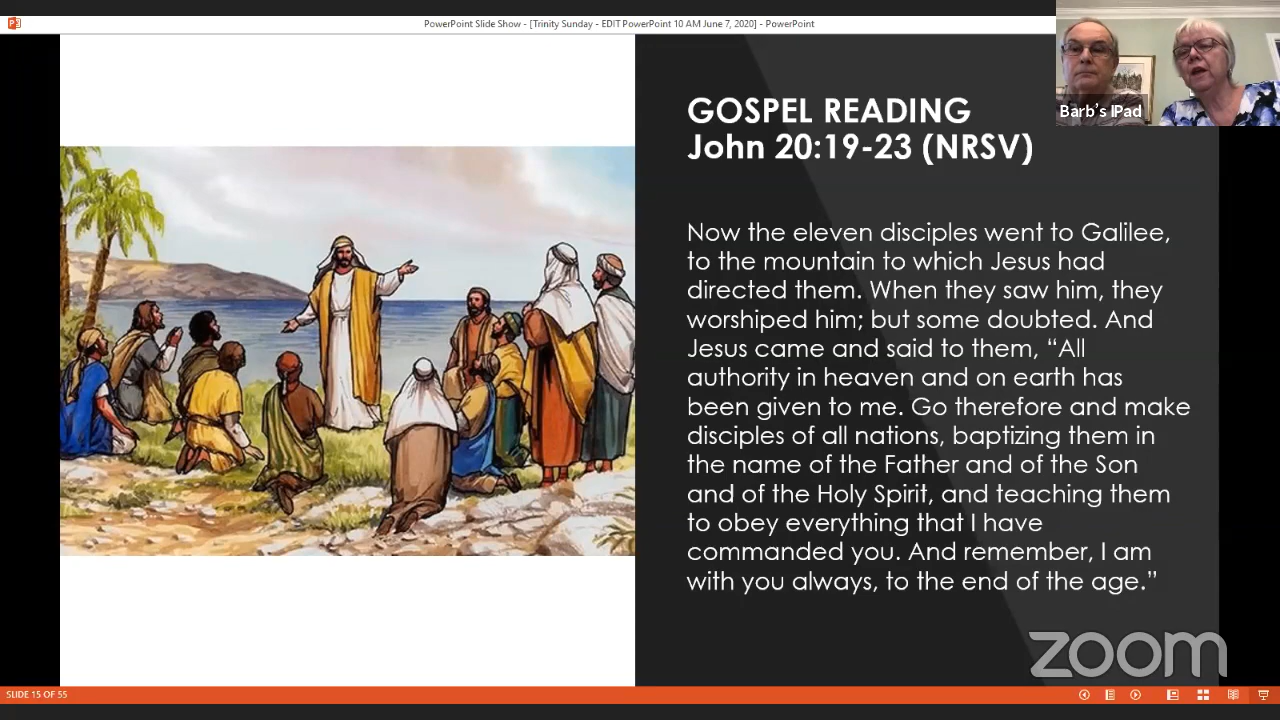 PowerPoint Slide Show - [Trinity Sunday - EDIT PowerPoint 10 AM June 7, 2020] - PowerPoint
Barb's IPad
GOSPEL READING
John 20:19-23 (NRSV)
Now the eleven disciples went to Galilee,
to the mountain to which Jesus had
directed them. When they saw him, they
worshiped him; but some doubted. And
Jesus came and said to them, “All
authority in heaven and on earth has
been given to me. Go therefore and make
disciples of all nations, baptizing them in
the name of the Father and of the Son
and of the Holy Spirit, and teaching them
to obey everything that I have
commanded you. And remember, I am
with you always, to the end of the age.”
zoom
SLIDE 15 OF 55